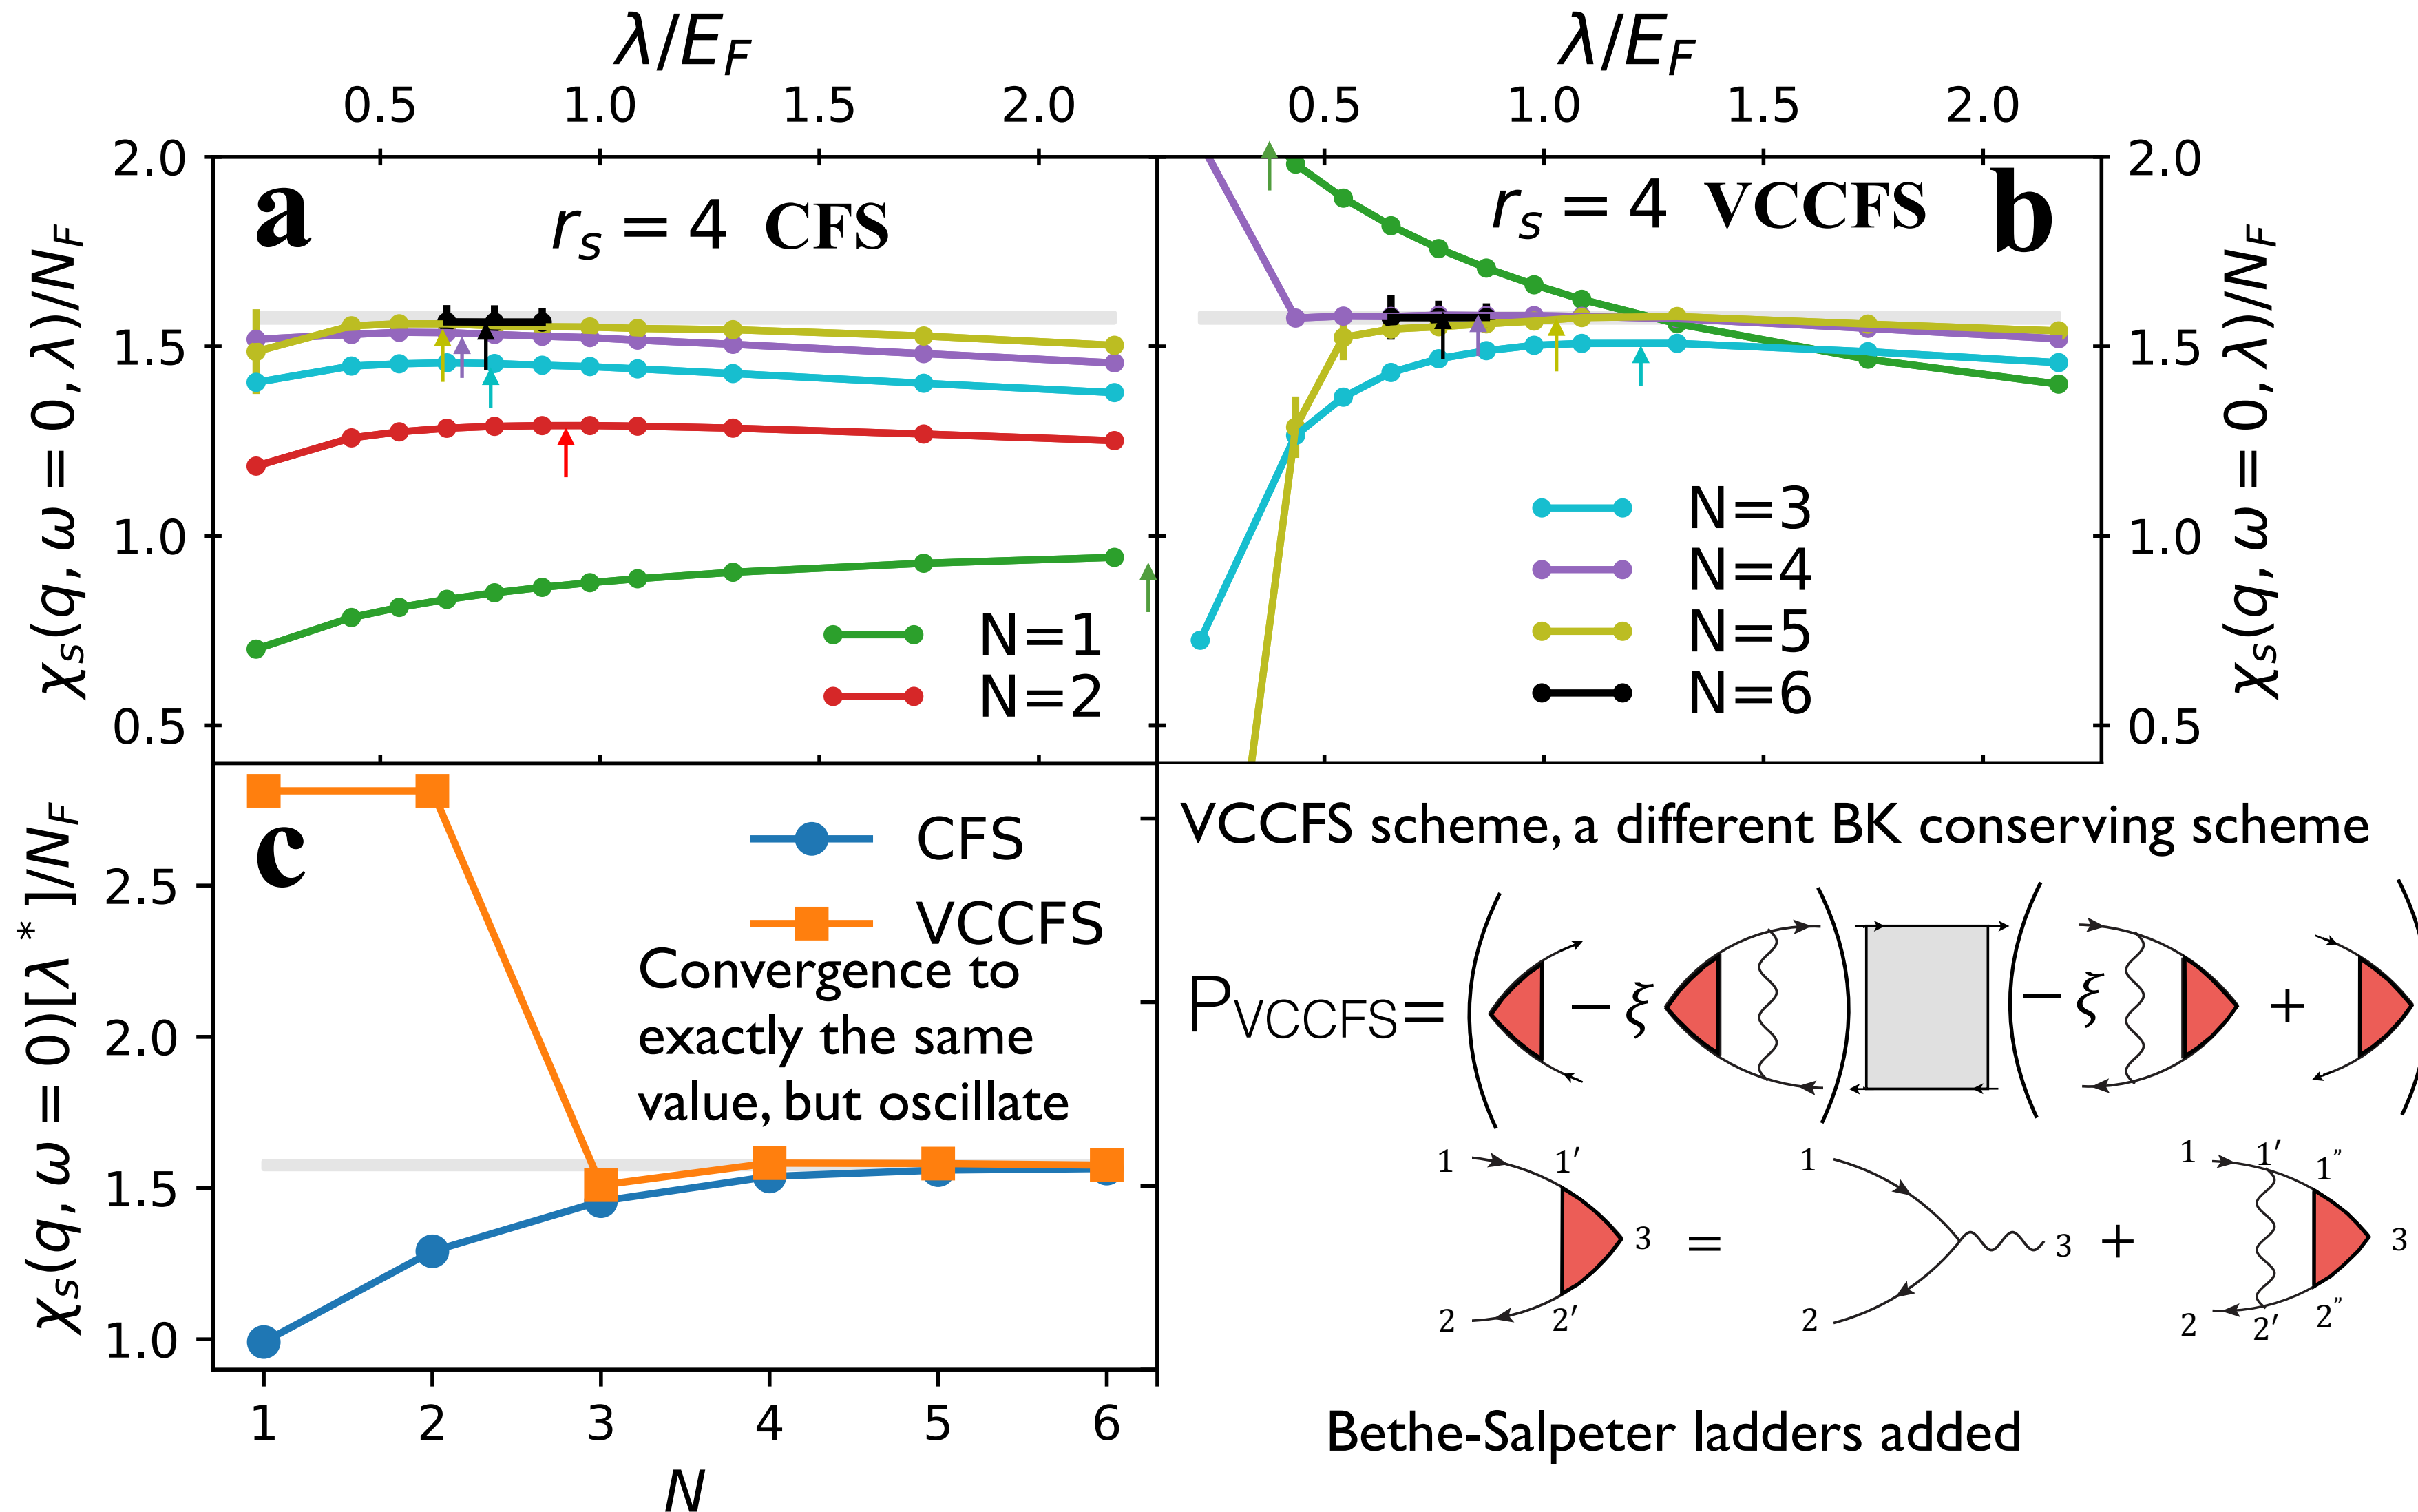 λ/E_F
λ/E_F
0.5 1.0 1.5 2.0
0.5 1.0 1.5 2.0
a
r_s = 4 CFS
r_s = 4 VCCFS
b
2.0
1.5
1.0
0.5
χ_s(q, ω = 0, λ)/N_F
N=1
N=2
N=3
N=4
N=5
N=6
2.0
1.5
1.0
0.5
χ_s(q, ω = 0, λ)/N_F
c
CFS
VCCFS
Convergence to
exactly the same
value, but oscillate
2.5
2.0
1.5
1.0
χ_s(q, ω = 0)[λ*]/N_F
1 2 3 4 5 6
N
VCCFS scheme, a different BK conserving scheme
P_VCCFS= ( − ξ ) ( − ξ + )
1 1′ 1 1 1′ 1”
3 = 3 + 3
2 2′ 2 2 2′ 2”
Bethe-Salpeter ladders added